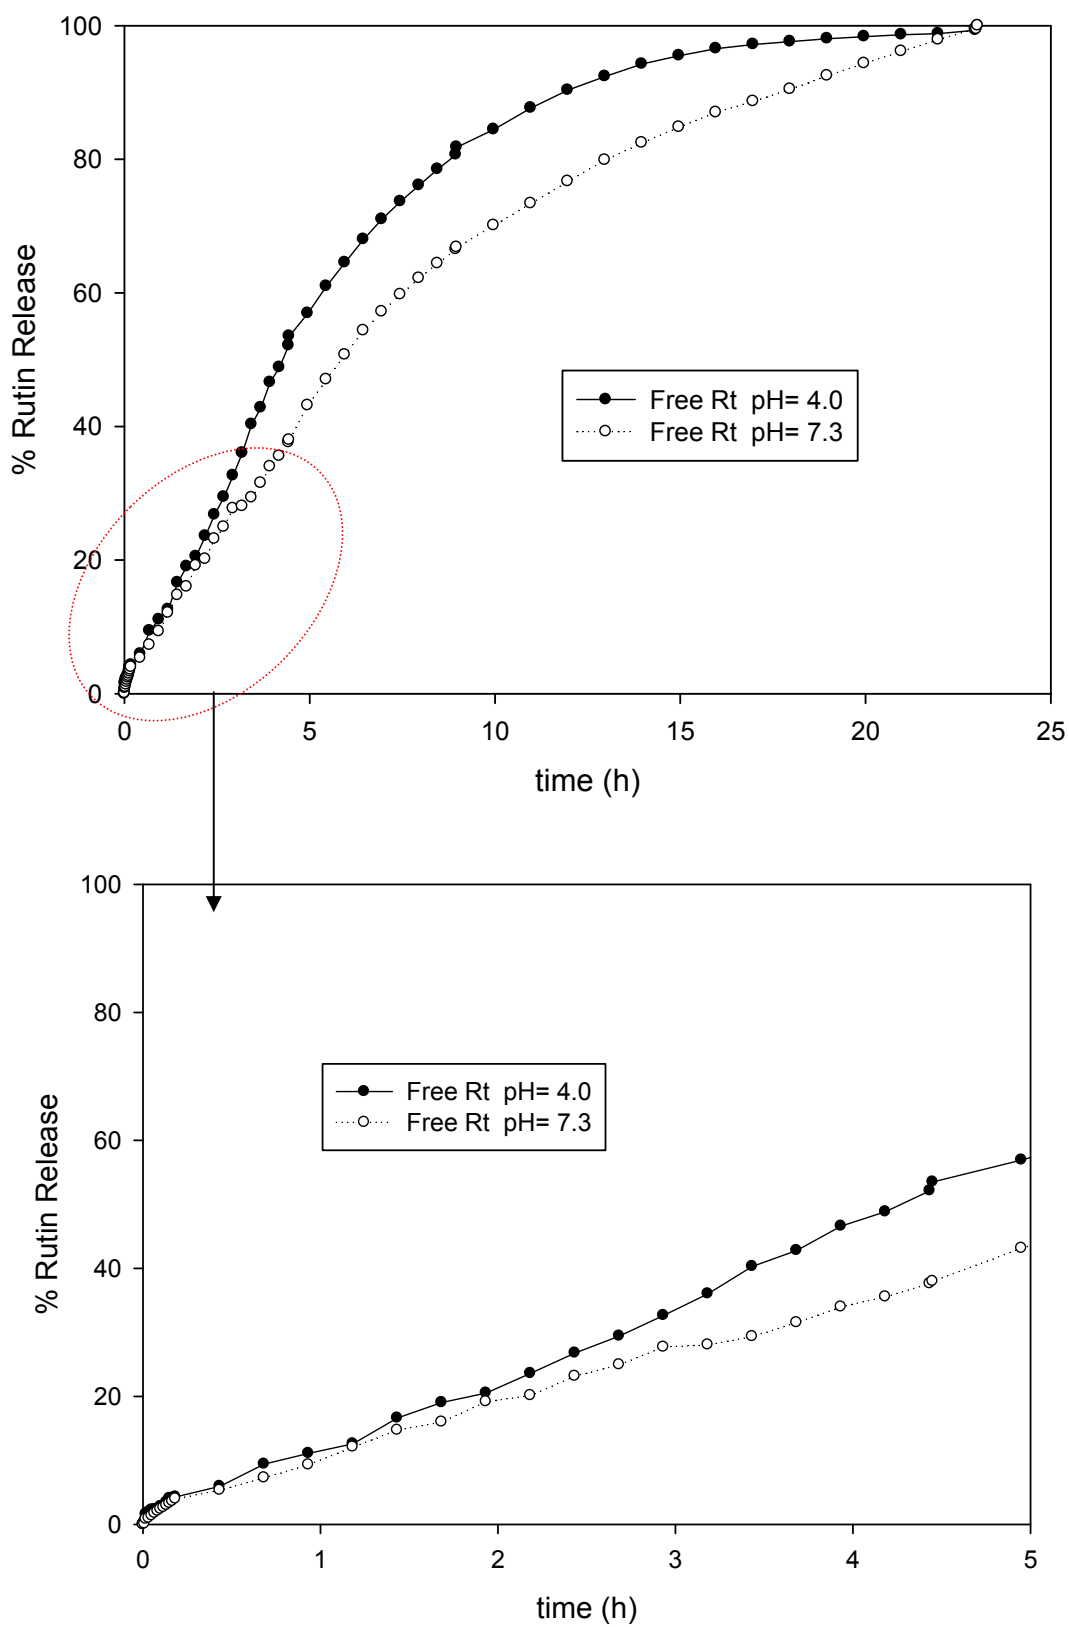 100
80
60
40
20
0
% Rutin Release
Free Rt pH= 4.0
Free Rt pH= 7.3
0 5 10 15 20 25
time (h)
100
80
60
40
20
0
% Rutin Release
Free Rt pH= 4.0
Free Rt pH= 7.3
0 1 2 3 4 5
time (h)